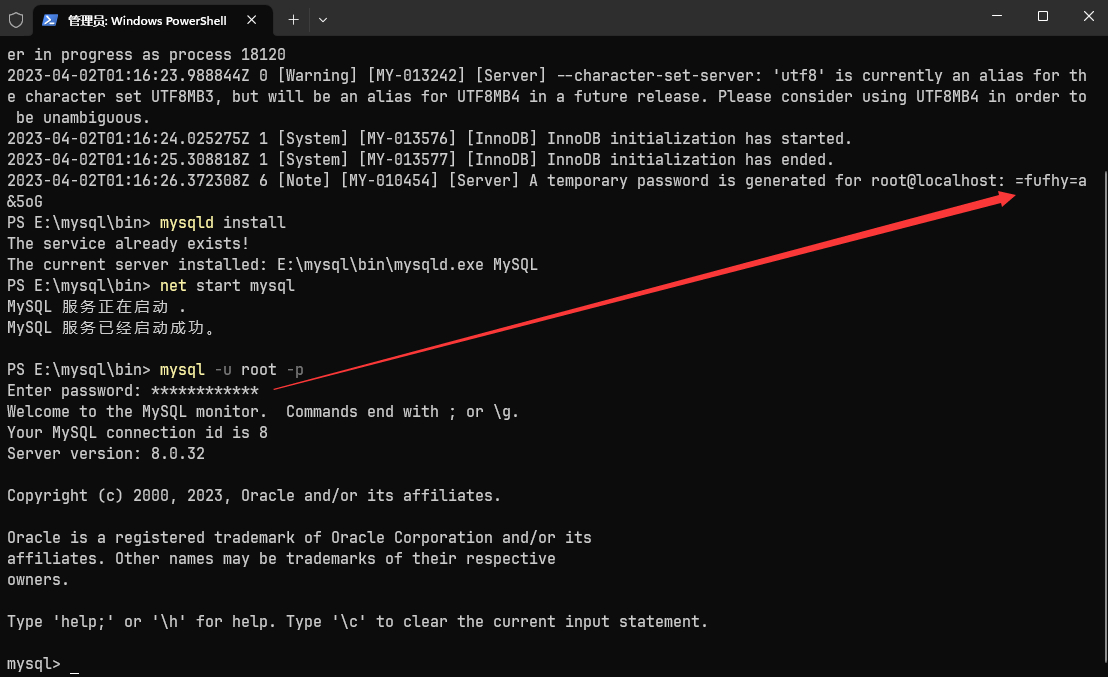 管理员: Windows PowerShell
er in progress as process 18120
2023-04-02T01:16:23.988844Z 0 [Warning] [MY-013242] [Server] --character-set-server: 'utf8' is currently an alias for th
e character set UTF8MB3, but will be an alias for UTF8MB4 in a future release. Please consider using UTF8MB4 in order to
 be unambiguous.
2023-04-02T01:16:24.025275Z 1 [System] [MY-013576] [InnoDB] InnoDB initialization has started.
2023-04-02T01:16:25.308818Z 1 [System] [MY-013577] [InnoDB] InnoDB initialization has ended.
2023-04-02T01:16:26.372308Z 6 [Note] [MY-010454] [Server] A temporary password is generated for root@localhost: =fufhy=a
&5oG
PS E:\mysql\bin> mysqld install
The service already exists!
The current server installed: E:\mysql\bin\mysqld.exe MySQL
PS E:\mysql\bin> net start mysql
MySQL 服务正在启动 .
MySQL 服务已经启动成功。
PS E:\mysql\bin> mysql -u root -p
Enter password: ************
Welcome to the MySQL monitor.  Commands end with ; or \g.
Your MySQL connection id is 8
Server version: 8.0.32
Copyright (c) 2000, 2023, Oracle and/or its affiliates.
Oracle is a registered trademark of Oracle Corporation and/or its
affiliates. Other names may be trademarks of their respective
owners.
Type 'help;' or '\h' for help. Type '\c' to clear the current input statement.
mysql> _